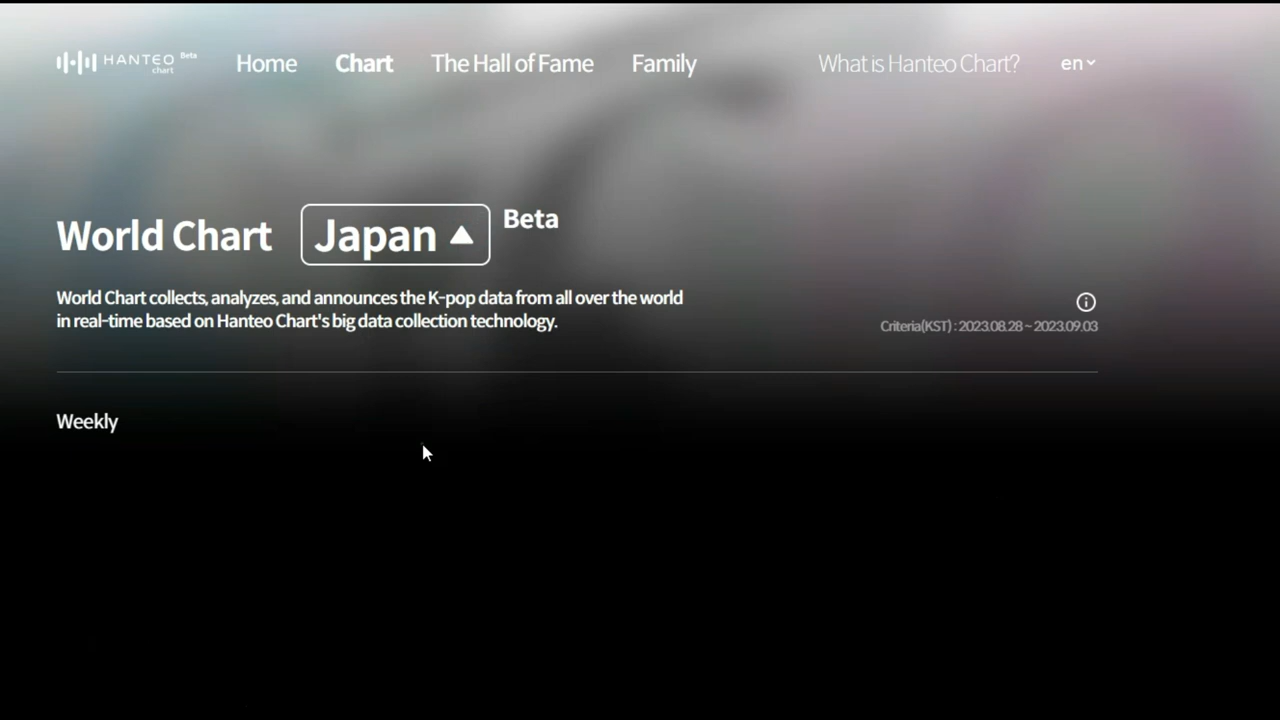 HANTEO chart Beta
Home
Chart
The Hall of Fame
Family
What is Hanteo Chart?
en
World Chart
Japan
Beta
World Chart collects, analyzes, and announces the K-pop data from all over the world
in real-time based on Hanteo Chart's big data collection technology.
Criteria(KST) : 2023.08.28 ~ 2023.09.03
Weekly